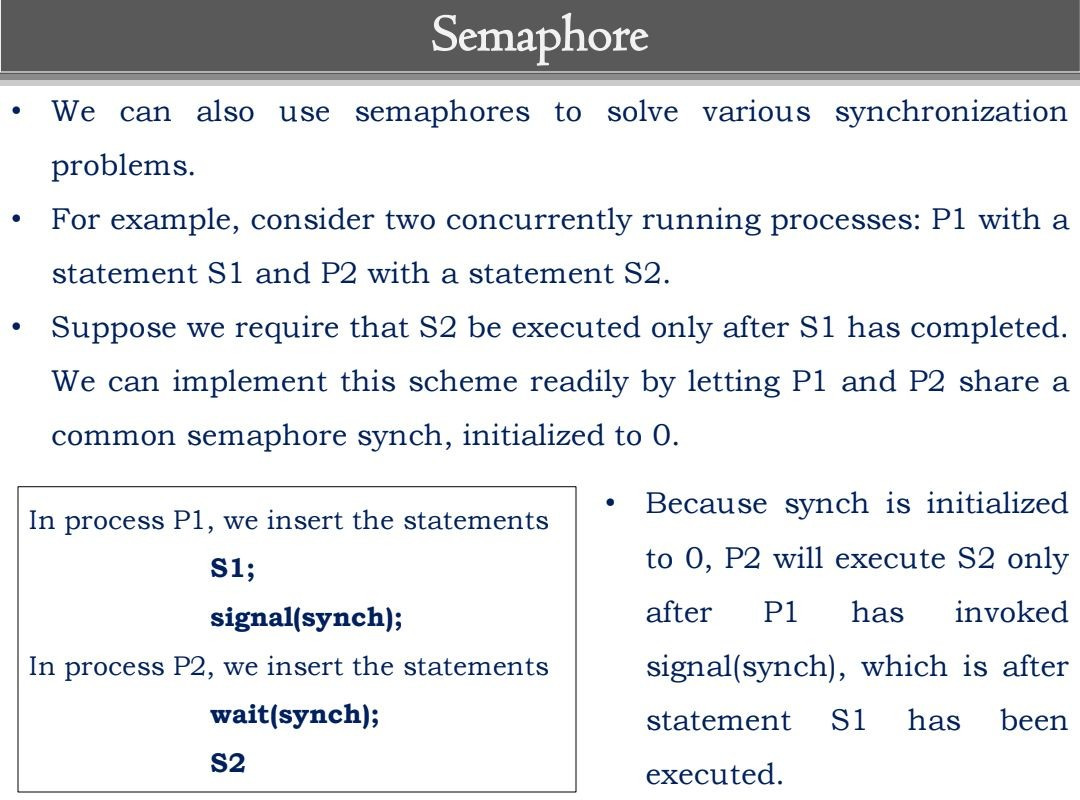 Semaphore
• We can also use semaphores to solve various synchronization
problems.
• For example, consider two concurrently running processes: P1 with a
statement S1 and P2 with a statement S2.
• Suppose we require that S2 be executed only after S1 has completed.
We can implement this scheme readily by letting P1 and P2 share a
common semaphore synch, initialized to 0.
In process P1, we insert the statements
S1;
signal(synch);
In process P2, we insert the statements
wait(synch);
S2
• Because synch is initialized
to 0, P2 will execute S2 only
after P1 has invoked
signal(synch), which is after
statement S1 has been
executed.